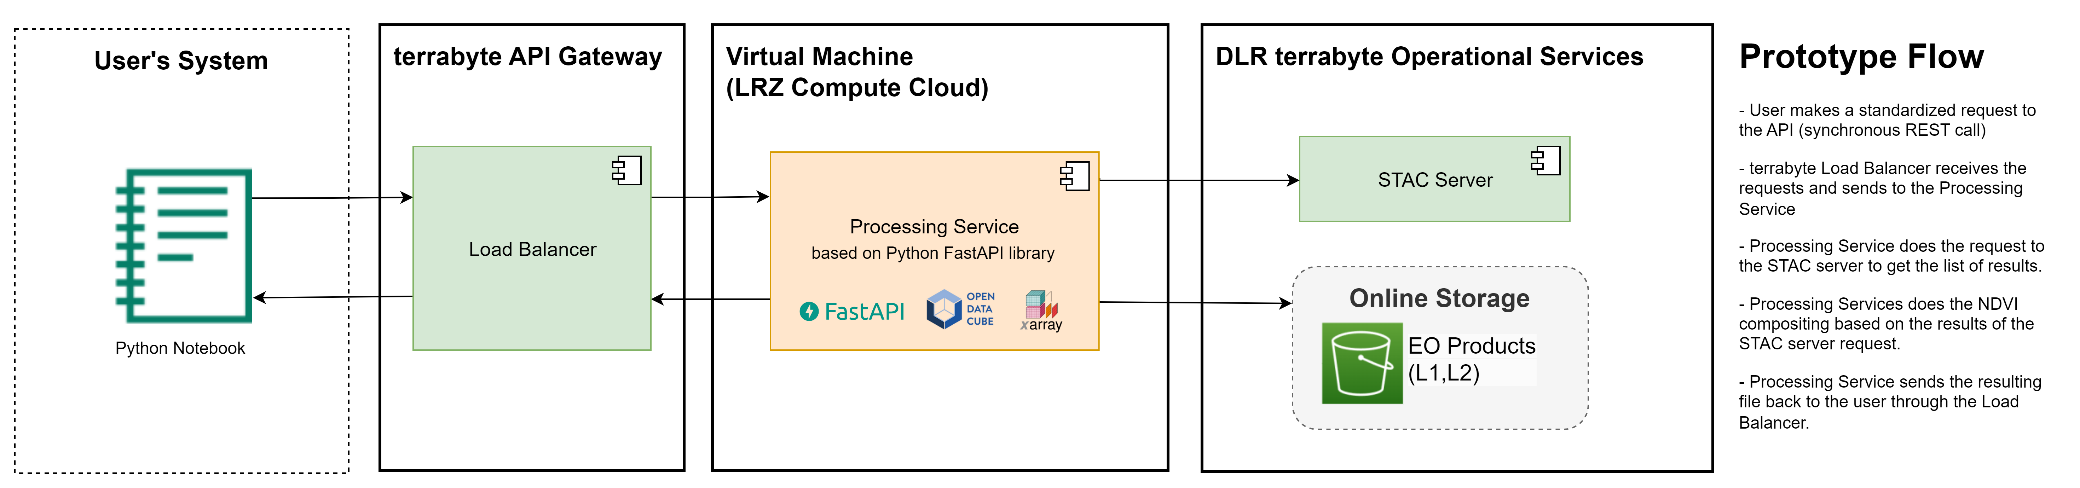 User's System
Python Notebook
terrabyte API Gateway
Load Balancer
Virtual Machine
(LRZ Compute Cloud)
Processing Service
based on Python FastAPI library
FastAPI
OPEN
DATA
CUBE
xarray
DLR terrabyte Operational Services
STAC Server
Online Storage
EO Products
(L1,L2)
Prototype Flow
- User makes a standardized request to
the API (synchronous REST call)
- terrabyte Load Balancer receives the
requests and sends to the Processing
Service
- Processing Service does the request to
the STAC server to get the list of results.
- Processing Services does the NDVI
compositing based on the results of the
STAC server request.
- Processing Service sends the resulting
file back to the user through the Load
Balancer.